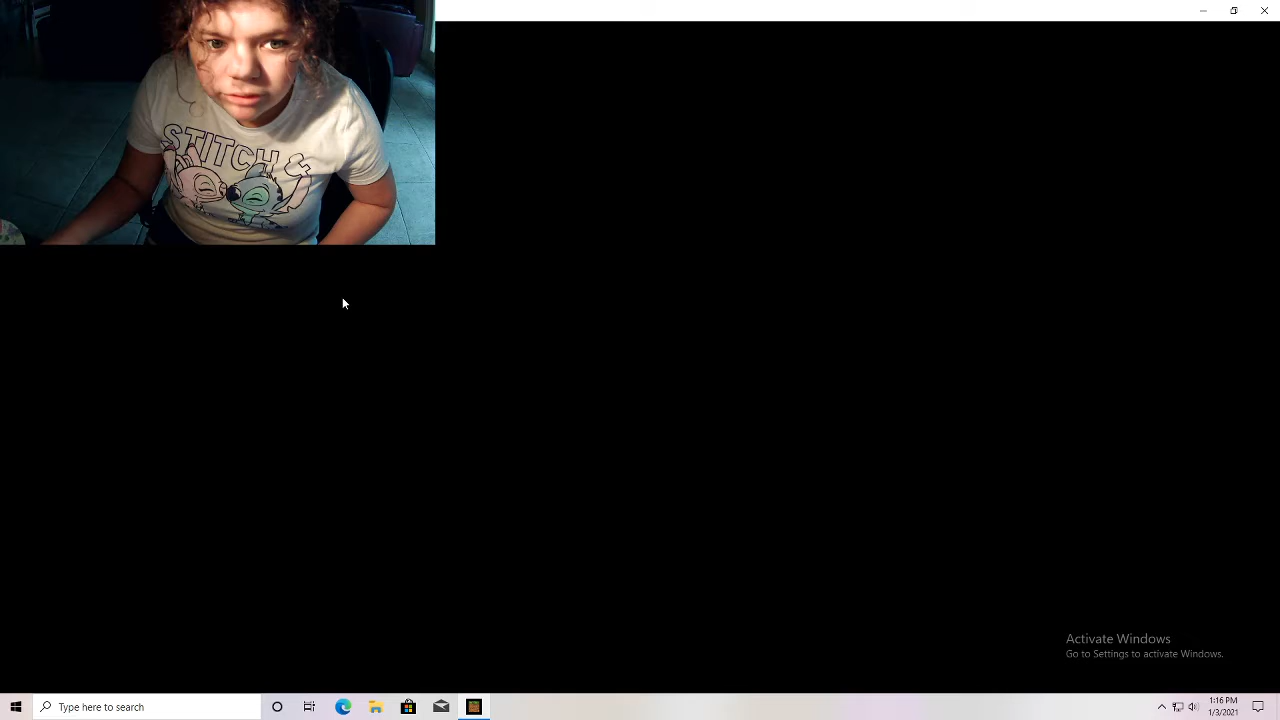 STITCH &
Activate Windows
Go to Settings to activate Windows.
Type here to search
1:16 PM
1/3/2021